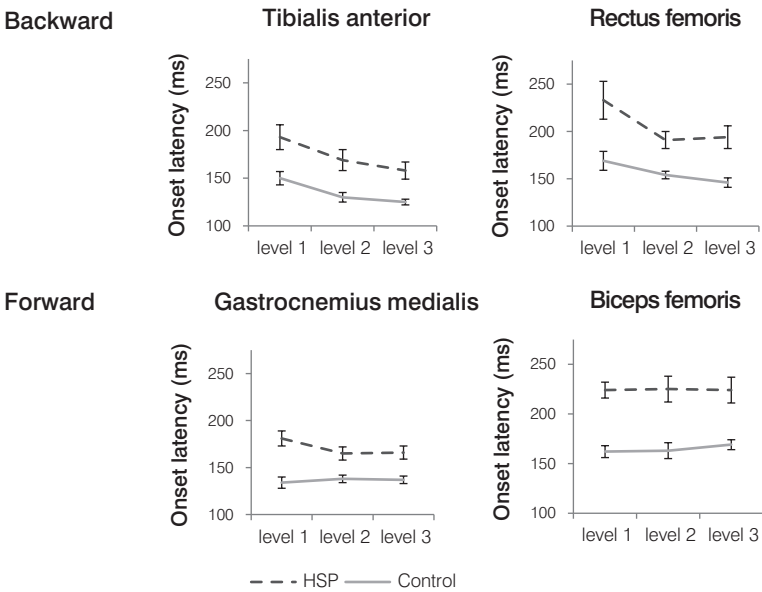 Backward
Tibialis anterior
Rectus femoris
Onset latency (ms)
250
200
150
100
level 1 level 2 level 3
Onset latency (ms)
250
200
150
100
level 1 level 2 level 3
Forward
Gastrocnemius medialis
Biceps femoris
Onset latency (ms)
250
200
150
100
level 1 level 2 level 3
Onset latency (ms)
250
200
150
100
level 1 level 2 level 3
HSP Control